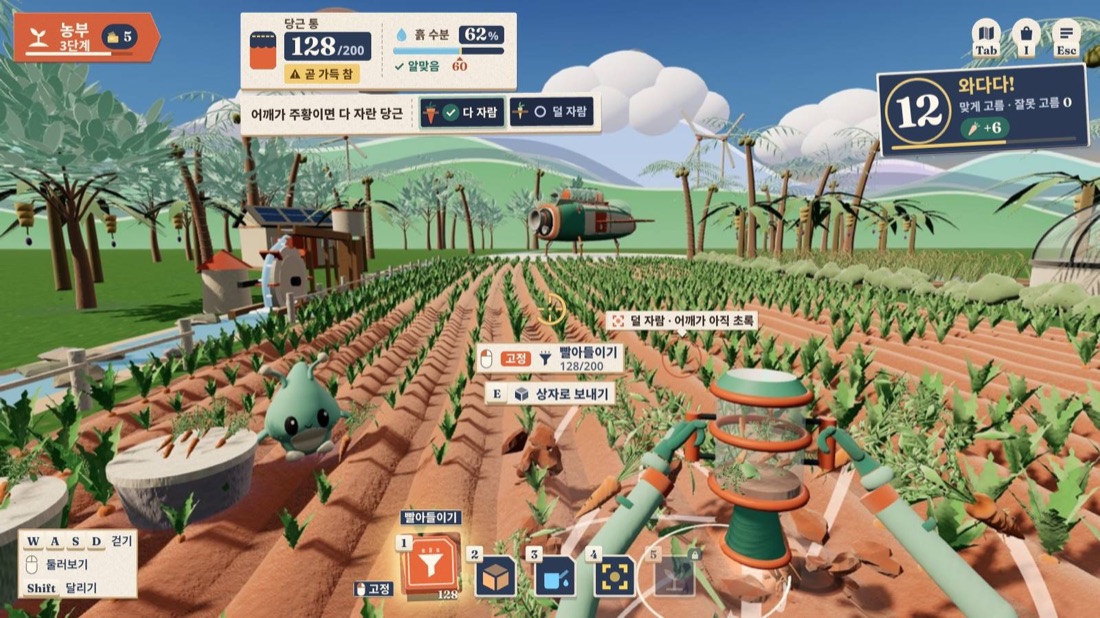 농부
3단계
5
당근 통
128/200
곧 가득 참
흙 수분 62%
알맞음 60
어깨가 주황이면 다 자란 당근
다 자람
덜 자람
Tab
I
Esc
12
와다다!
맞게 고름 · 잘못 고름 0
+6
덜 자람 · 어깨가 아직 초록
고정
빨아들이기
128/200
E 상자로 보내기
W A S D 걷기
둘러보기
Shift 달리기
빨아들이기
고정
1
128
2
3
4
5